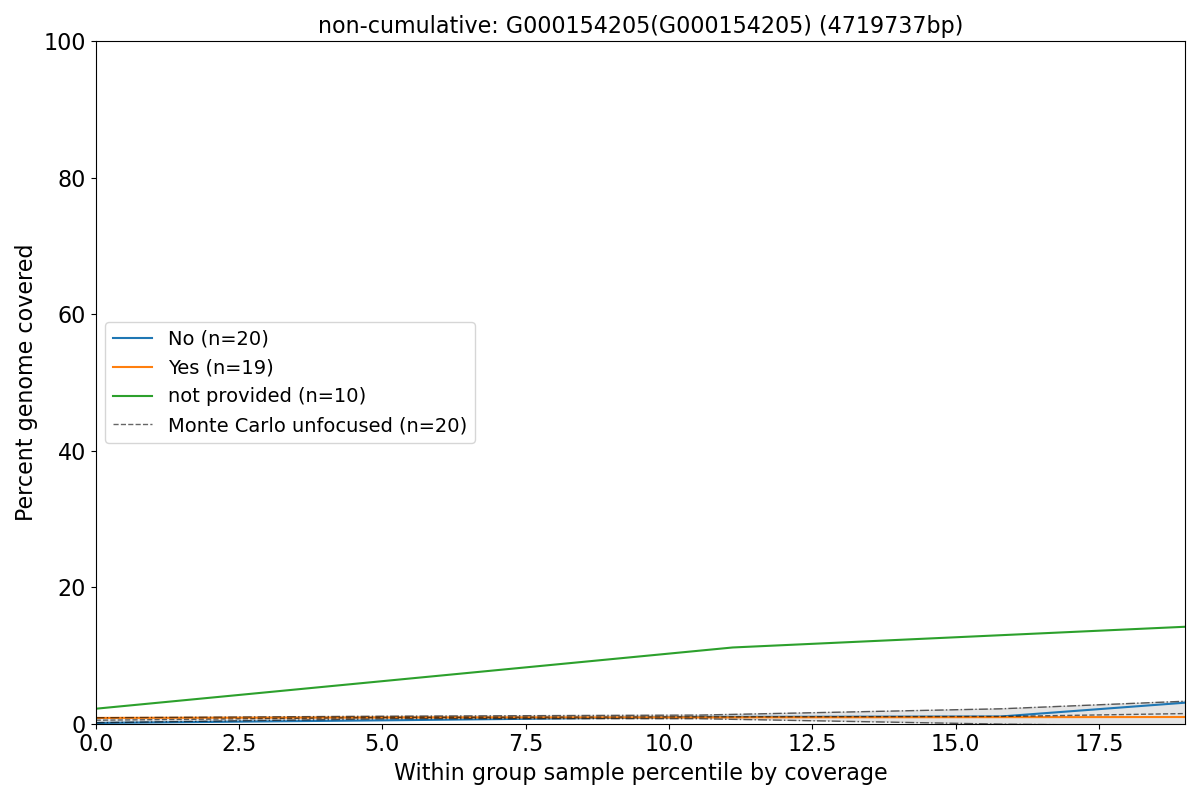 non-cumulative: G000154205(G000154205) (4719737bp)
100
80
60
40
20
0
Percent genome covered
No (n=20)
Yes (n=19)
not provided (n=10)
Monte Carlo unfocused (n=20)
0.0 2.5 5.0 7.5 10.0 12.5 15.0 17.5
Within group sample percentile by coverage